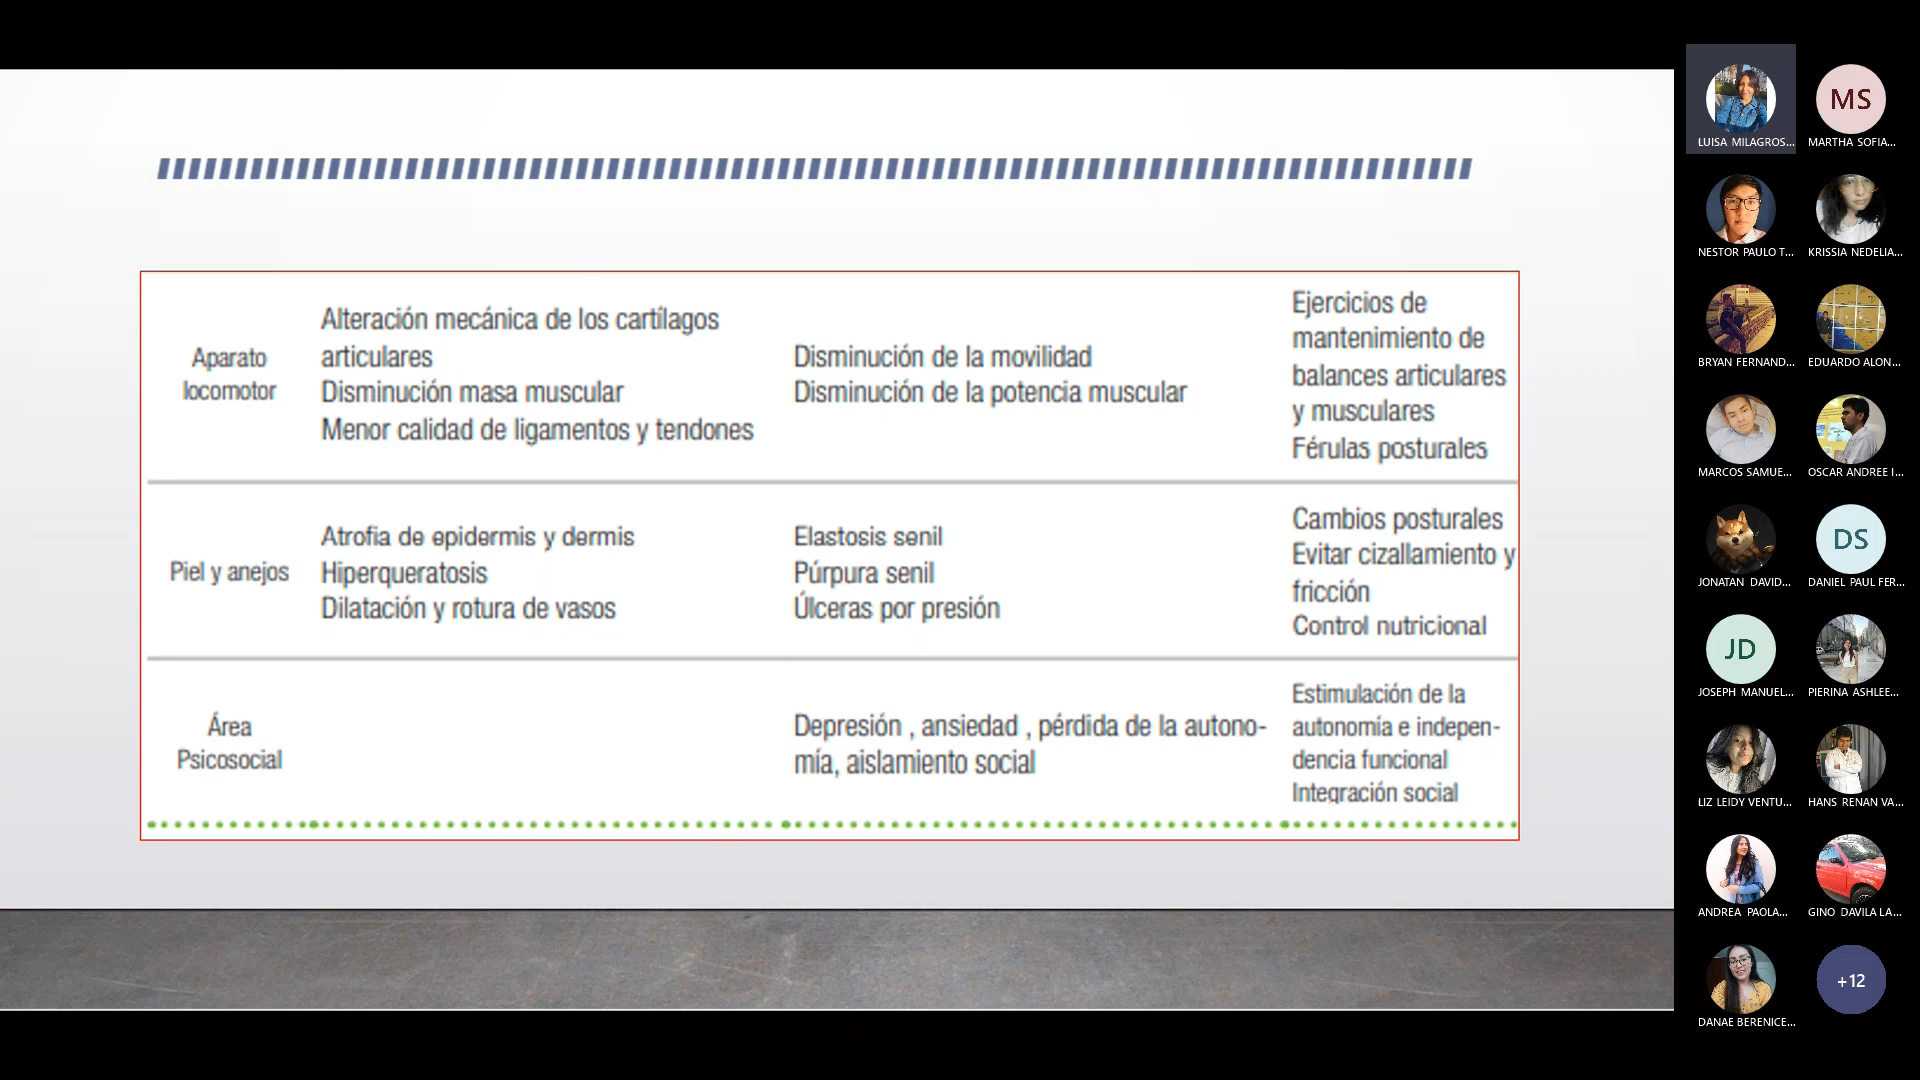 Aparato
locomotor
Alteración mecánica de los cartílagos
articulares
Disminución masa muscular
Menor calidad de ligamentos y tendones
Disminución de la movilidad
Disminución de la potencia muscular
Ejercicios de
mantenimiento de
balances articulares
y musculares
Férulas posturales
Piel y anejos
Atrofia de epidermis y dermis
Hiperqueratosis
Dilatación y rotura de vasos
Elastosis senil
Púrpura senil
Úlceras por presión
Cambios posturales
Evitar cizallamiento y
fricción
Control nutricional
Área
Psicosocial
Depresión , ansiedad , pérdida de la autono-
mía, aislamiento social
Estimulación de la
autonomía e indepen-
dencia funcional
Integración social
LUISA MILAGROS...
MS
MARTHA SOFIA...
NESTOR PAULO T...
KRISSIA NEDELIA...
BRYAN FERNAND...
EDUARDO ALON...
MARCOS SAMUE...
OSCAR ANDREE I...
JONATAN DAVID...
DS
DANIEL PAUL FER...
JD
JOSEPH MANUEL...
PIERINA ASHLEE...
LIZ LEIDY VENTU...
HANS RENAN VA...
ANDREA PAOLA...
GINO DAVILA LA...
DANAE BERENICE...
+12